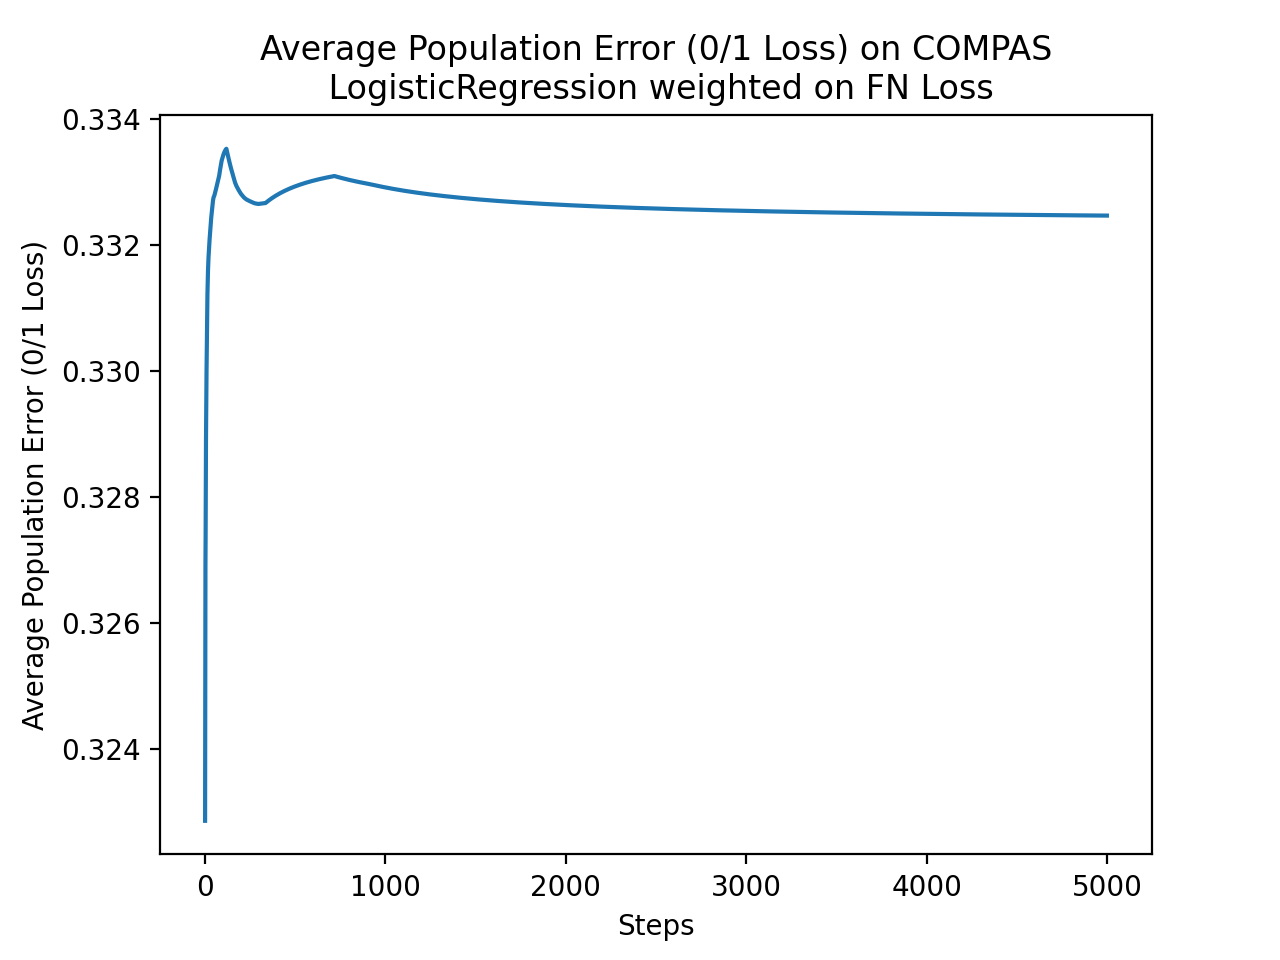 Average Population Error (0/1 Loss) on COMPAS
LogisticRegression weighted on FN Loss
Average Population Error (0/1 Loss)
0.334
0.332
0.330
0.328
0.326
0.324
0 1000 2000 3000 4000 5000
Steps